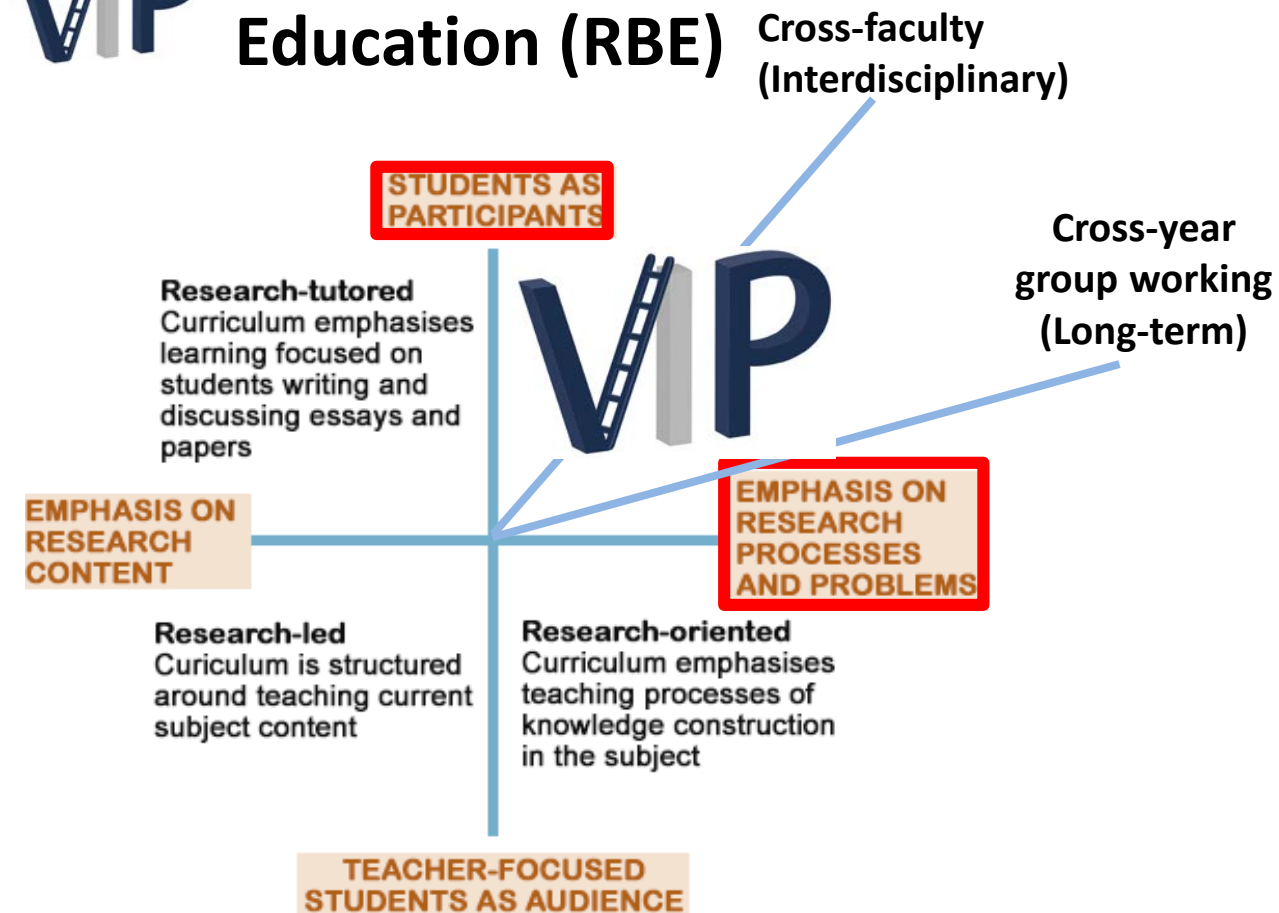 VIP
Education (RBE)
Cross-faculty
(Interdisciplinary)
STUDENTS AS
PARTICIPANTS
Cross-year
group working
(Long-term)
Research-tutored
Curriculum emphasises
learning focused on
students writing and
discussing essays and
papers
VIP
EMPHASIS ON
RESEARCH
CONTENT
EMPHASIS ON
RESEARCH
PROCESSES
AND PROBLEMS
Research-led
Curiculum is structured
around teaching current
subject content
Research-oriented
Curriculum emphasises
teaching processes of
knowledge construction
in the subject
TEACHER-FOCUSED
STUDENTS AS AUDIENCE